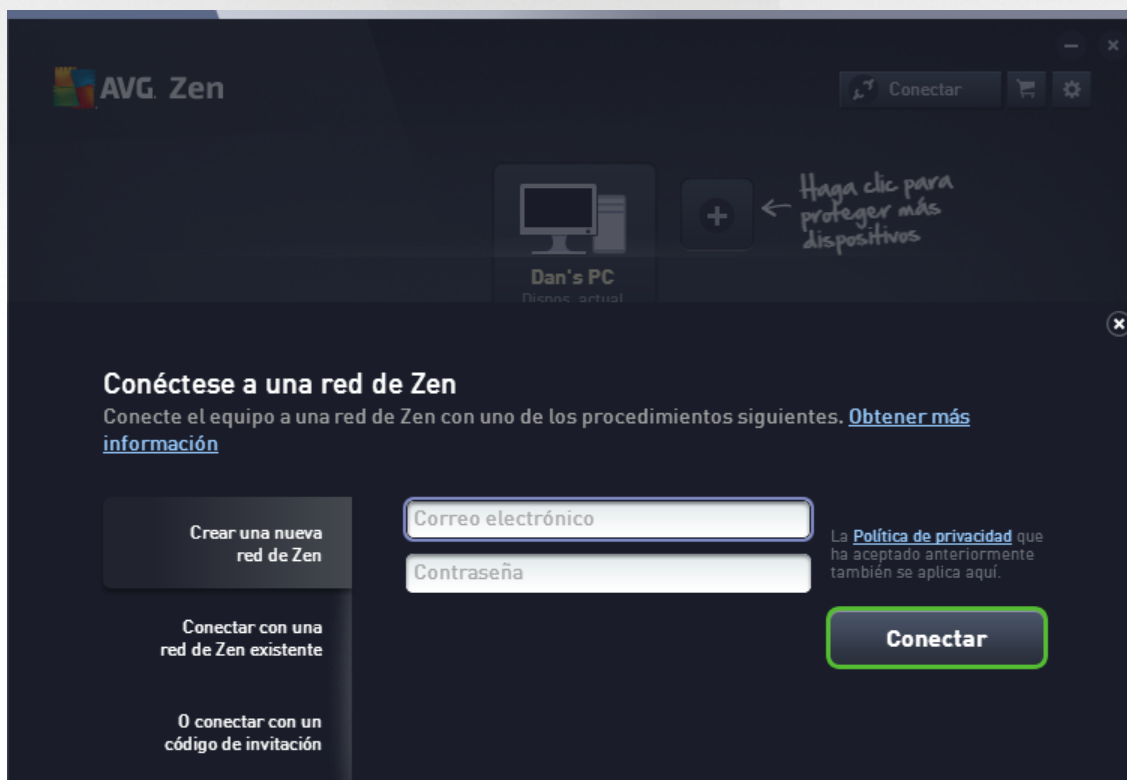 AVG. Zen
Conectar
Haga clic para
proteger más
dispositivos
Dan's PC
Dispos. actual
Conéctese a una red de Zen
Conecte el equipo a una red de Zen con uno de los procedimientos siguientes. Obtener más
información
Crear una nueva
red de Zen
Correo electrónico
Contraseña
La Política de privacidad que
ha aceptado anteriormente
también se aplica aquí.
Conectar con una
red de Zen existente
Conectar
O conectar con un
código de invitación